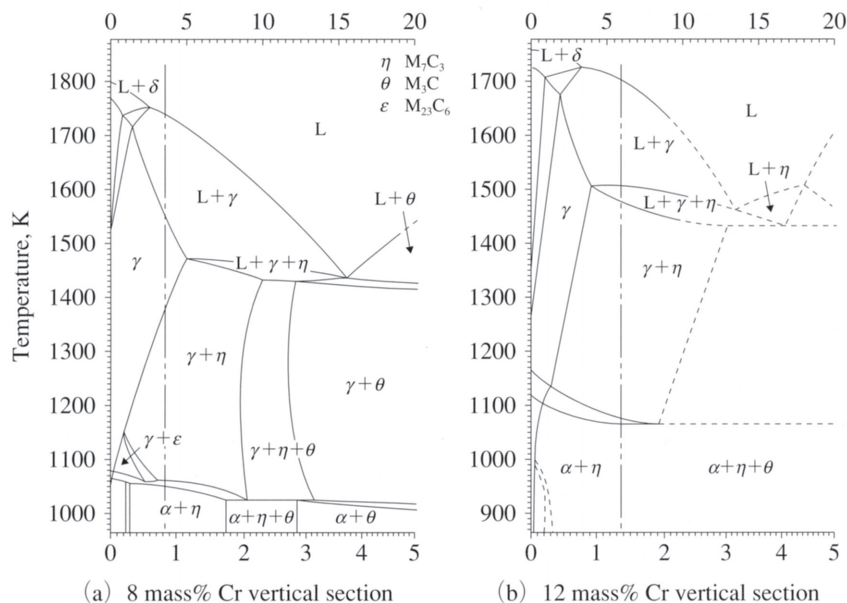 0 5 10 15 20
0 5 10 15 20
L+δ
η M₇C₃
θ M₃C
ε M₂₃C₆
L
L+γ
L+θ
γ
L+γ+η
γ+η
γ+θ
γ+ε
γ+η+θ
α+η
α+η+θ
α+θ
Temperature, K
1800
1700
1600
1500
1400
1300
1200
1100
1000
0 1 2 3 4 5
(a) 8 mass% Cr vertical section
L+δ
L
L+γ
L+η
γ
L+γ+η
γ+η
α+η
α+η+θ
1700
1600
1500
1400
1300
1200
1100
1000
900
0 1 2 3 4 5
(b) 12 mass% Cr vertical section